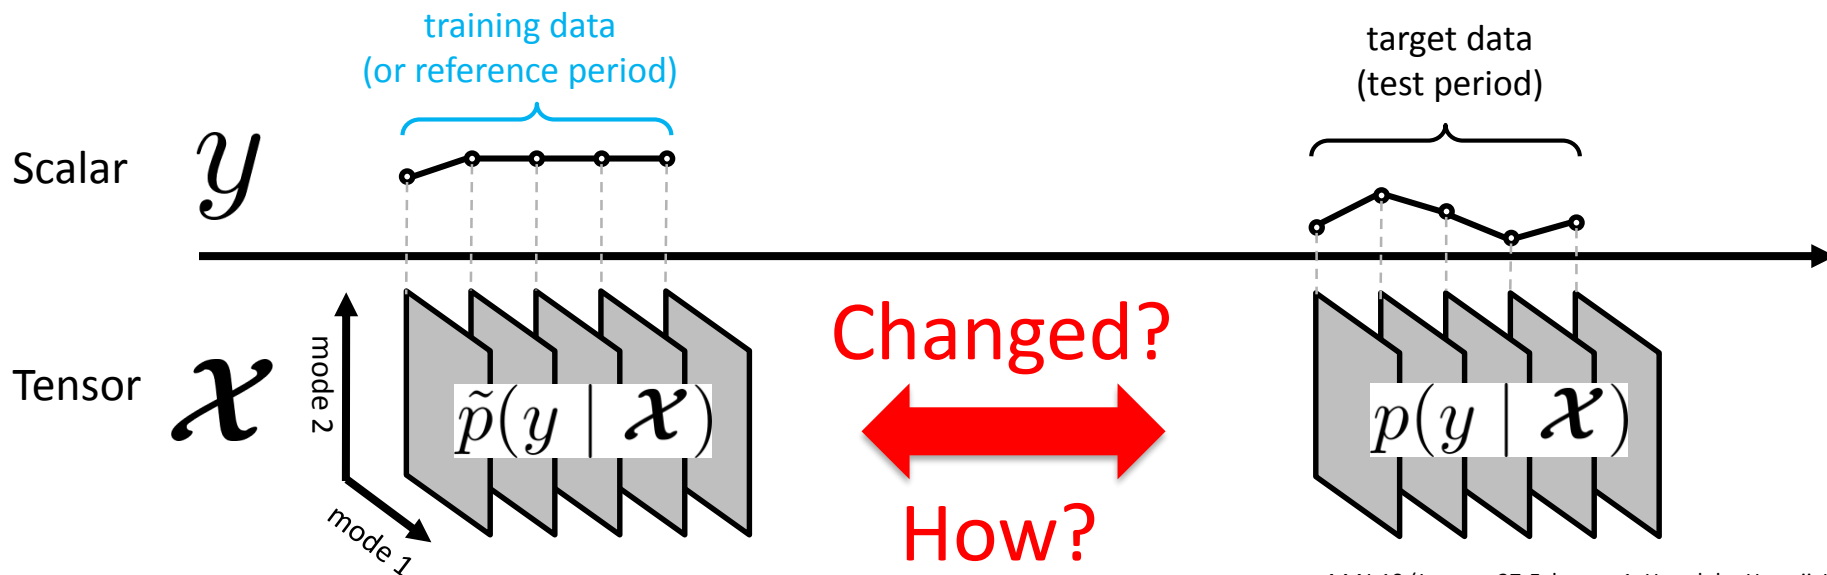 training data
(or reference period)
target data
(test period)
Scalar y
Tensor 𝓧
mode 2
mode 1
p̃(y | 𝓧)
Changed?
How?
p(y | 𝓧)